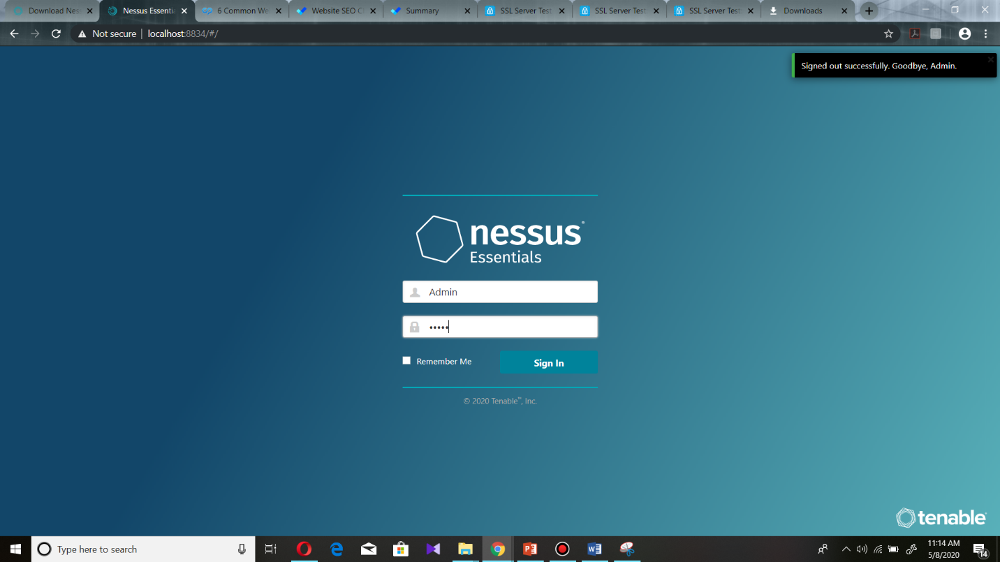 Download Nes
Nessus Essenti
6 Common We
Website SEO C
Summary
SSL Server Test
SSL Server Test
SSL Server Test
Downloads
Not secure
localhost:8834/#/
Signed out successfully. Goodbye, Admin.
nessus®
Essentials
Admin
•••••
Remember Me
Sign In
© 2020 Tenable™, Inc.
tenable®
Type here to search
11:14 AM
5/8/2020
14